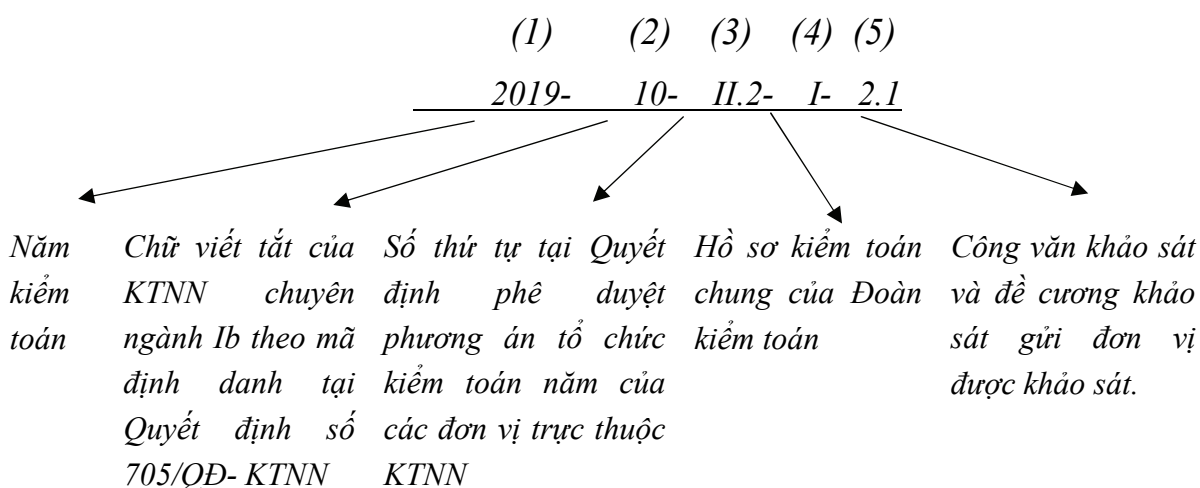 (1) (2) (3) (4) (5)
2019- 10- II.2- I- 2.1
Năm
kiểm
toán
Chữ viết tắt của
KTNN chuyên
ngành Ib theo mã
định danh tại
Quyết định số
705/QĐ- KTNN
Số thứ tự tại Quyết
định phê duyệt
phương án tổ chức
kiểm toán năm của
các đơn vị trực thuộc
KTNN
Hồ sơ kiểm toán
chung của Đoàn
kiểm toán
Công văn khảo sát
và đề cương khảo
sát gửi đơn vị
được khảo sát.